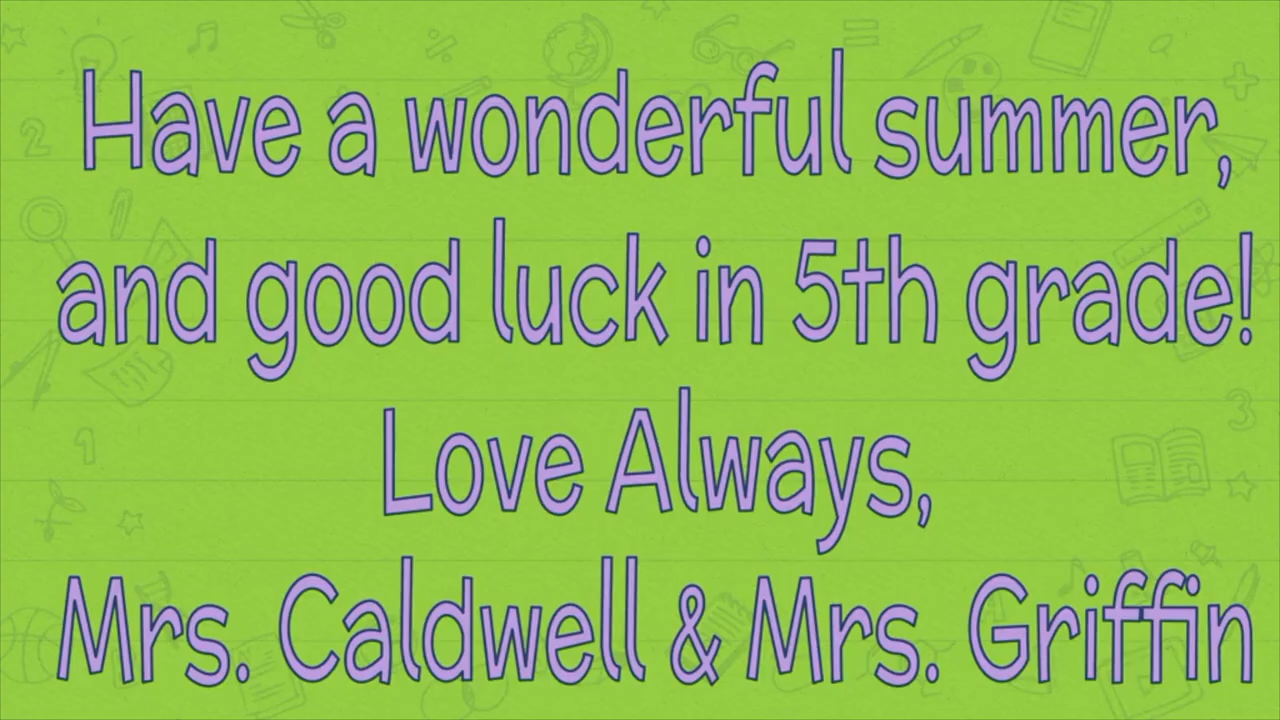 Have a wonderful summer,
and good luck in 5th grade!
Love Always,
Mrs. Caldwell & Mrs. Griffin